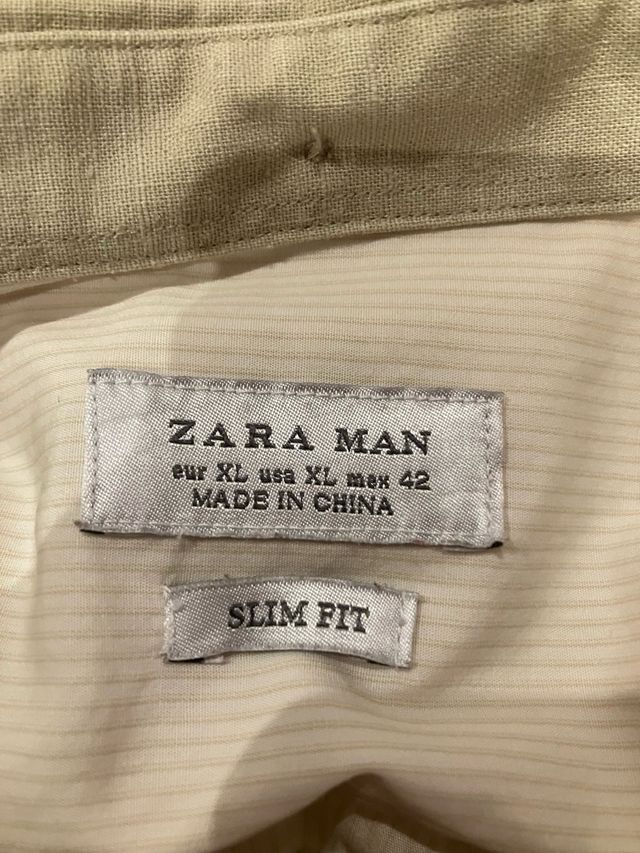 ZARA MAN
eur XL usa XL mex 42
MADE IN CHINA
SLIM FIT